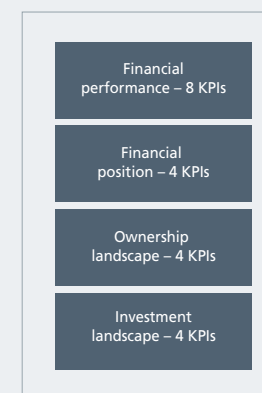 Financial
performance – 8 KPIs
Financial
position – 4 KPIs
Ownership
landscape – 4 KPIs
Investment
landscape – 4 KPIs